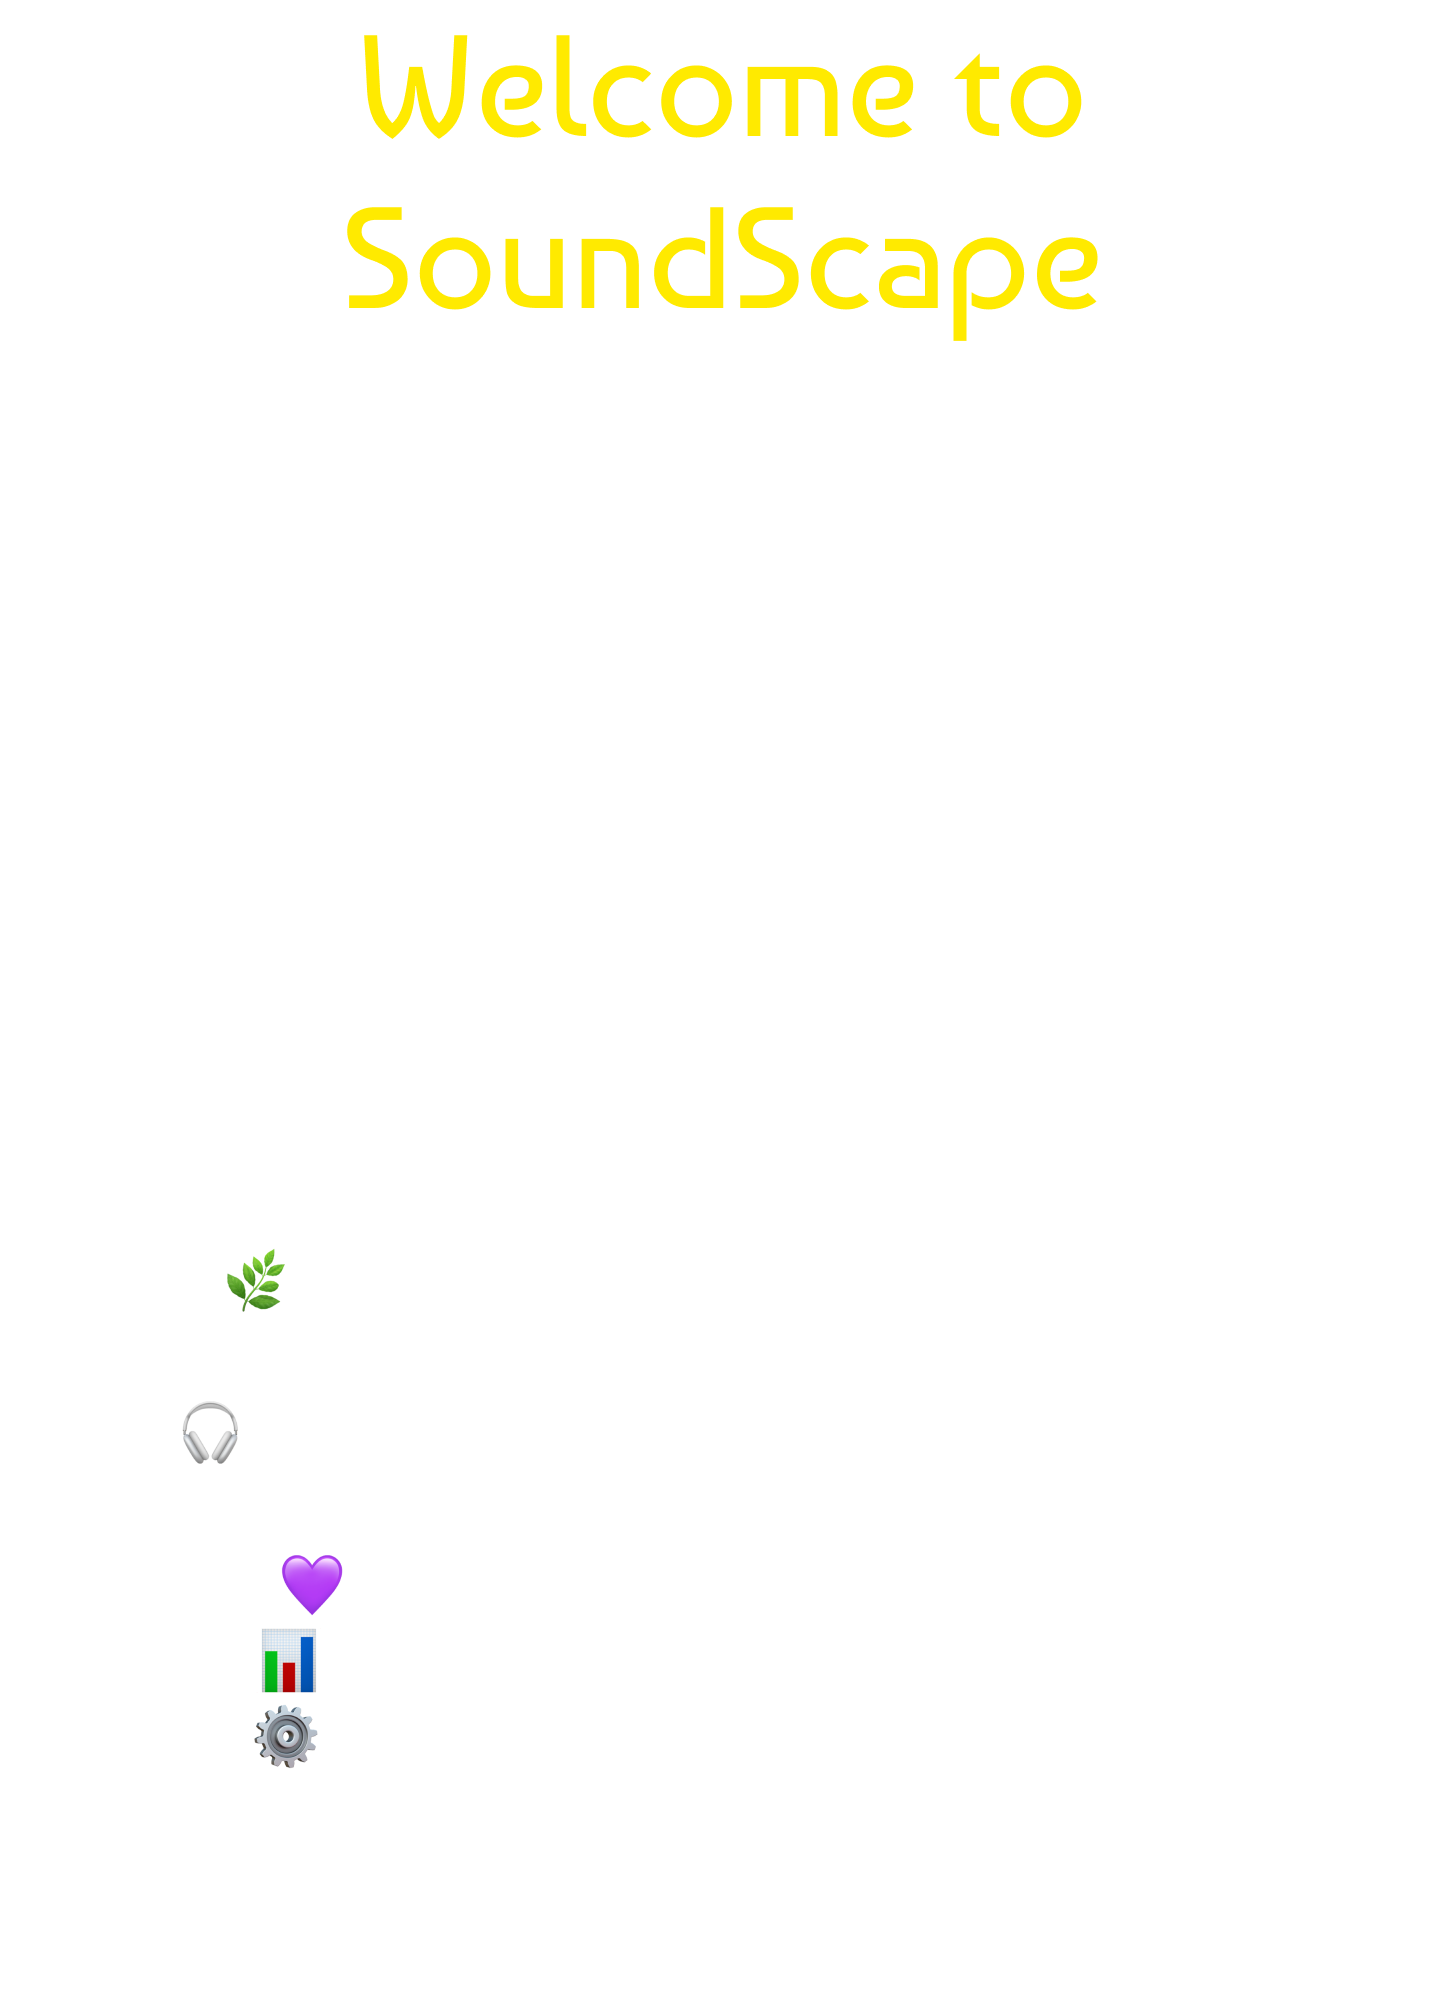 Welcome to
SoundScape
🌿
🎧
💜
📊
⚙️